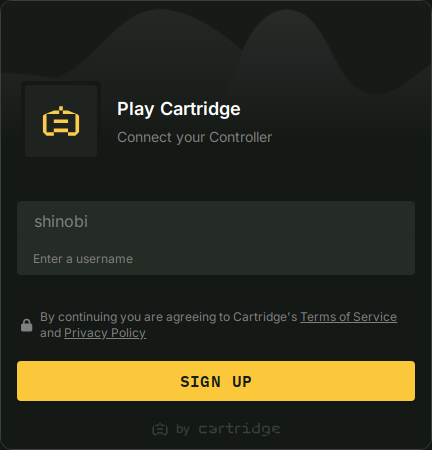 Play Cartridge
Connect your Controller
shinobi
Enter a username
By continuing you are agreeing to Cartridge's Terms of Service
and Privacy Policy
SIGN UP
by cartridge